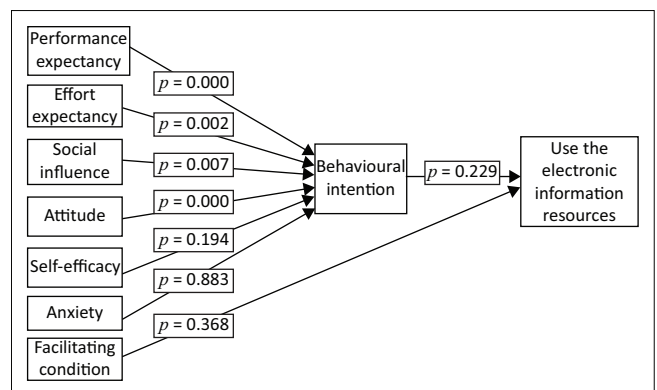 Performance
expectancy
p = 0.000
Effort
expectancy
p = 0.002
Social
influence
p = 0.007
Attitude
p = 0.000
Self-efficacy
p = 0.194
Anxiety
p = 0.883
Facilitating
condition
p = 0.368
Behavioural
intention
p = 0.229
Use the
electronic
information
resources